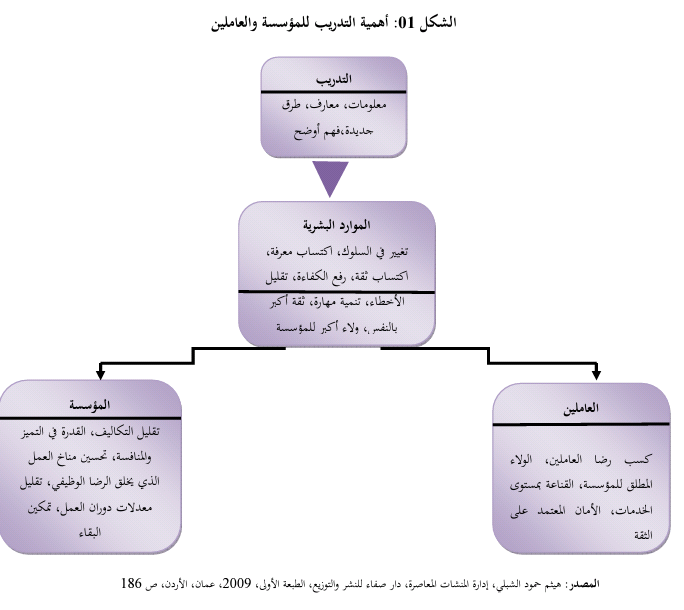 الشكل 01: أهمية التدريب للمؤسسة والعاملين
التدريب
معلومات، معارف، طرق
جديدة،فهم أوضح
الموارد البشرية
تغيير في السلوك، اكتساب معرفة،
اكتساب ثقة، رفع الكفاءة، تقليل
الأخطاء، تنمية مهارة، ثقة أكبر
بالنفس، ولاء أكبر للمؤسسة
المؤسسة
تقليل التكاليف، القدرة في التميز
والمنافسة، تحسين مناخ العمل
الذي يخلق الرضا الوظيفي، تقليل
معدلات دوران العمل، تمكين
البقاء
العاملين
كسب رضا العاملين، الولاء
المطلق للمؤسسة، القناعة بمستوى
الخدمات، الأمان المعتمد على
الثقة
المصدر: هيثم حمود الشبلي، إدارة المنشات المعاصرة، دار صفاء للنشر والتوزيع، الطبعة الأولى، 2009، عمان، الأردن، ص 186